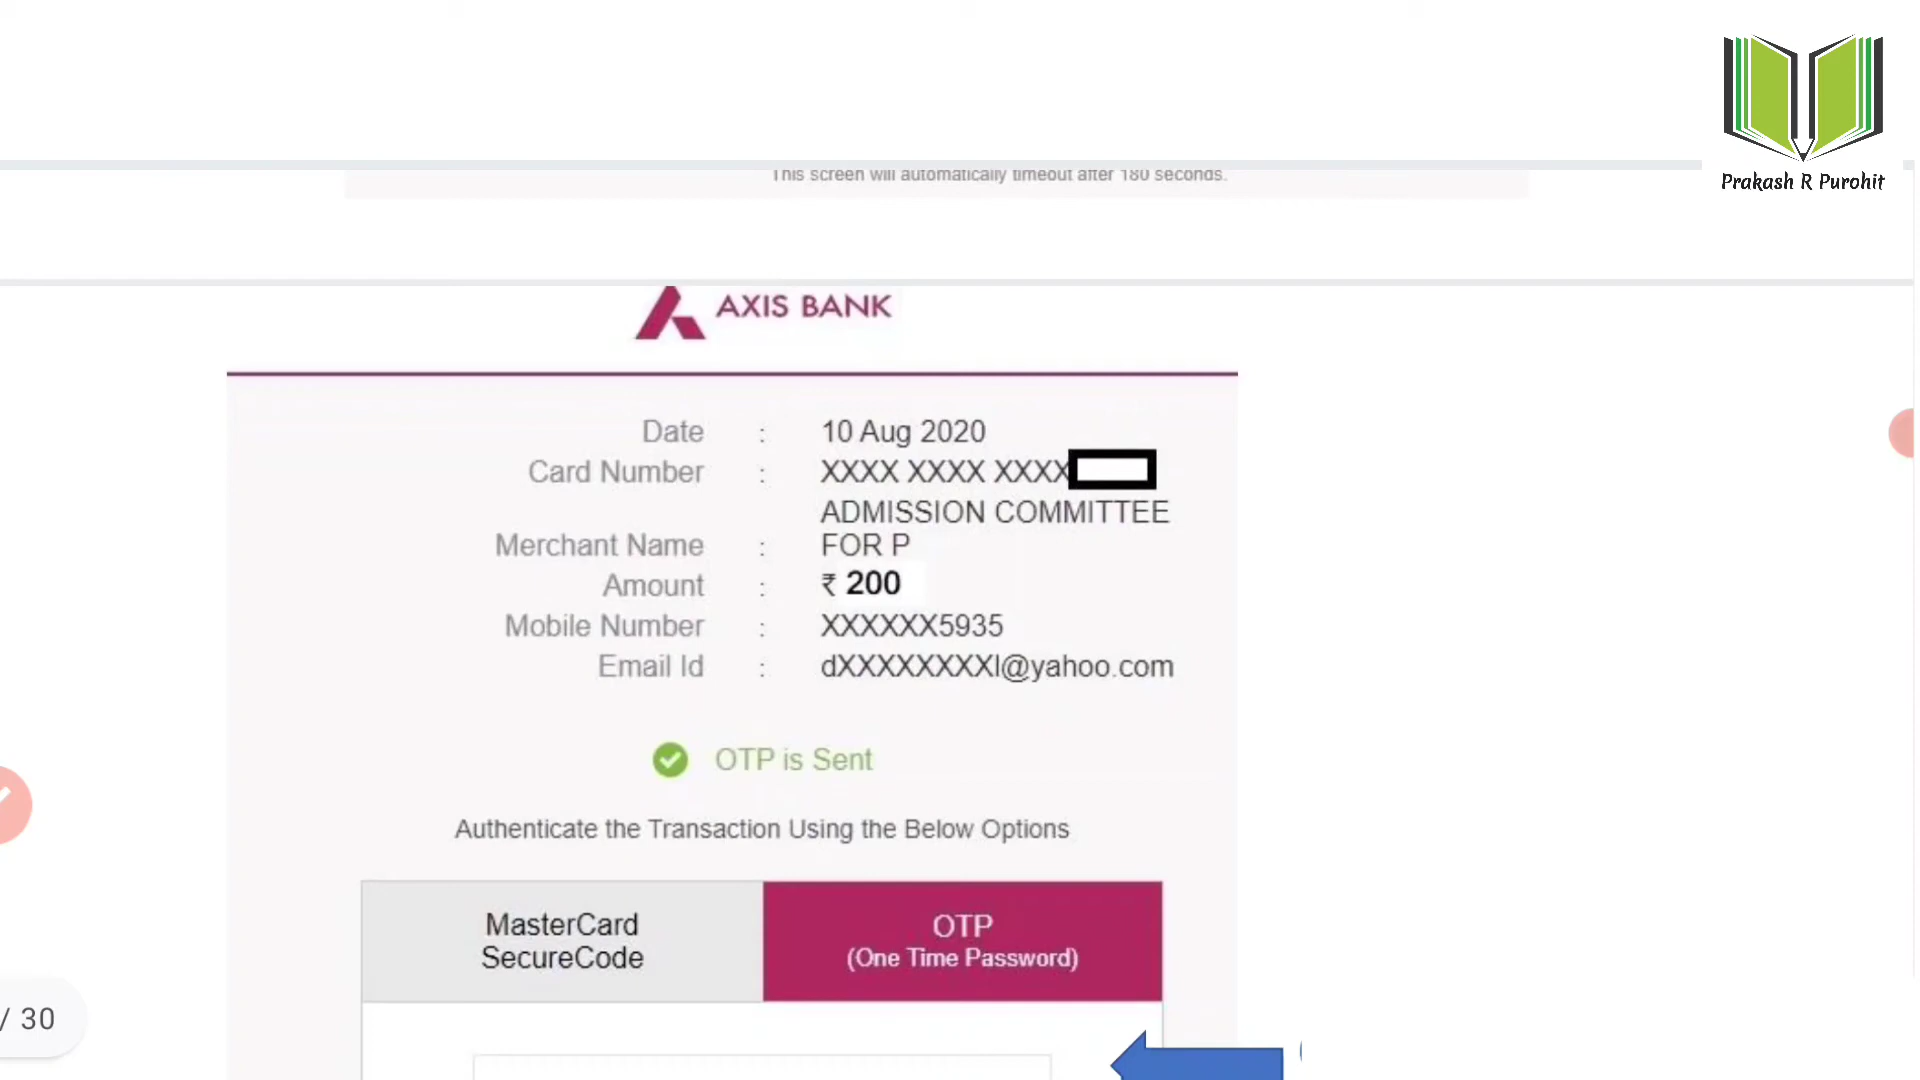 This screen will automatically timeout after 180 seconds.
Prakash R Purohit
AXIS BANK
Date : 10 Aug 2020
Card Number : XXXX XXXX XXXX
Merchant Name : ADMISSION COMMITTEE
FOR P
Amount : ₹ 200
Mobile Number : XXXXXX5935
Email Id : dXXXXXXXXl@yahoo.com
OTP is Sent
Authenticate the Transaction Using the Below Options
MasterCard
SecureCode
OTP
(One Time Password)
/ 30